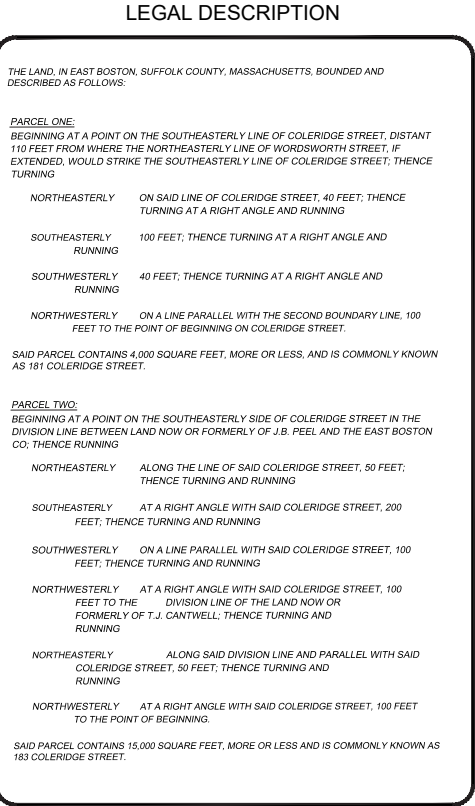 LEGAL DESCRIPTION
THE LAND, IN EAST BOSTON, SUFFOLK COUNTY, MASSACHUSETTS, BOUNDED AND
DESCRIBED AS FOLLOWS:
PARCEL ONE:
BEGINNING AT A POINT ON THE SOUTHEASTERLY LINE OF COLERIDGE STREET, DISTANT
110 FEET FROM WHERE THE NORTHEASTERLY LINE OF WORDSWORTH STREET, IF
EXTENDED, WOULD STRIKE THE SOUTHEASTERLY LINE OF COLERIDGE STREET; THENCE
TURNING
NORTHEASTERLY ON SAID LINE OF COLERIDGE STREET, 40 FEET; THENCE
TURNING AT A RIGHT ANGLE AND RUNNING
SOUTHEASTERLY 100 FEET; THENCE TURNING AT A RIGHT ANGLE AND
RUNNING
SOUTHWESTERLY 40 FEET; THENCE TURNING AT A RIGHT ANGLE AND
RUNNING
NORTHWESTERLY ON A LINE PARALLEL WITH THE SECOND BOUNDARY LINE, 100
FEET TO THE POINT OF BEGINNING ON COLERIDGE STREET.
SAID PARCEL CONTAINS 4,000 SQUARE FEET, MORE OR LESS, AND IS COMMONLY KNOWN
AS 181 COLERIDGE STREET.
PARCEL TWO:
BEGINNING AT A POINT ON THE SOUTHEASTERLY SIDE OF COLERIDGE STREET IN THE
DIVISION LINE BETWEEN LAND NOW OR FORMERLY OF J.B. PEEL AND THE EAST BOSTON
CO; THENCE RUNNING
NORTHEASTERLY ALONG THE LINE OF SAID COLERIDGE STREET, 50 FEET;
THENCE TURNING AND RUNNING
SOUTHEASTERLY AT A RIGHT ANGLE WITH SAID COLERIDGE STREET, 200
FEET; THENCE TURNING AND RUNNING
SOUTHWESTERLY ON A LINE PARALLEL WITH SAID COLERIDGE STREET, 100
FEET; THENCE TURNING AND RUNNING
NORTHWESTERLY AT A RIGHT ANGLE WITH SAID COLERIDGE STREET, 100
FEET TO THE DIVISION LINE OF THE LAND NOW OR
FORMERLY OF T.J. CANTWELL; THENCE TURNING AND
RUNNING
NORTHEASTERLY ALONG SAID DIVISION LINE AND PARALLEL WITH SAID
COLERIDGE STREET, 50 FEET; THENCE TURNING AND
RUNNING
NORTHWESTERLY AT A RIGHT ANGLE WITH SAID COLERIDGE STREET, 100 FEET
TO THE POINT OF BEGINNING.
SAID PARCEL CONTAINS 15,000 SQUARE FEET, MORE OR LESS AND IS COMMONLY KNOWN AS
183 COLERIDGE STREET.